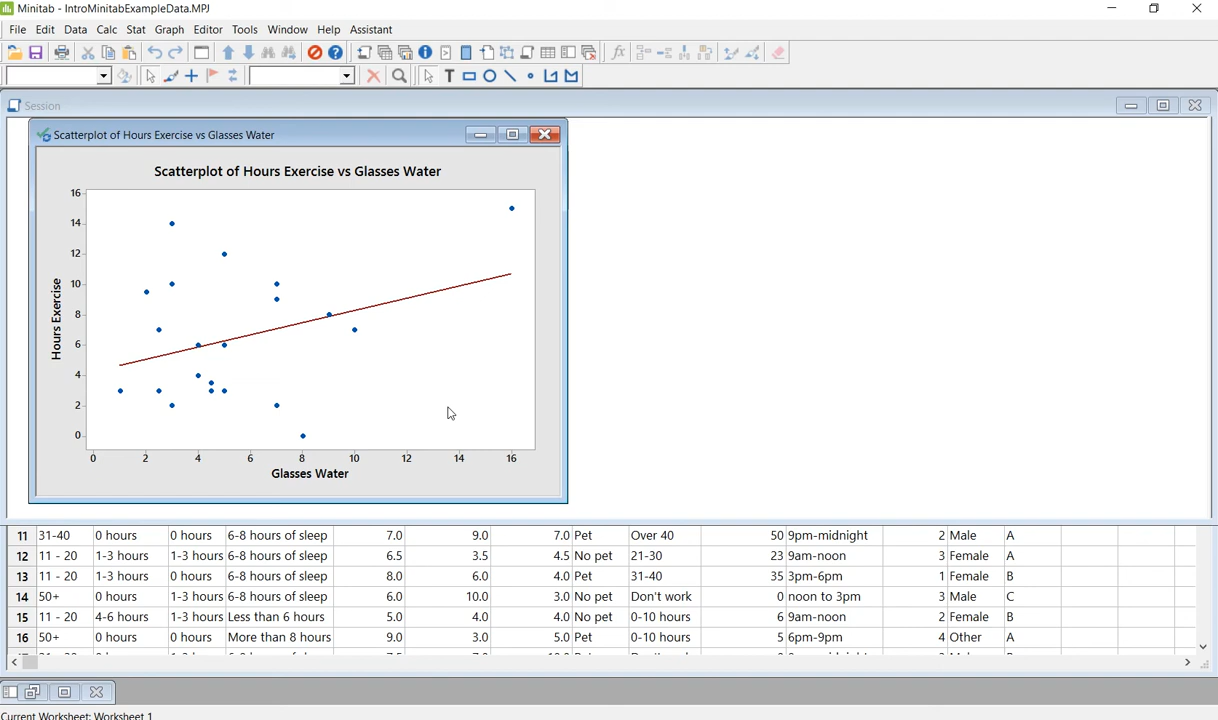 Minitab - IntroMinitabExampleData.MPJ
File Edit Data Calc Stat Graph Editor Tools Window Help Assistant
Session
Scatterplot of Hours Exercise vs Glasses Water
Scatterplot of Hours Exercise vs Glasses Water
16
14
12
10
8
6
4
2
0
Hours Exercise
0 2 4 6 8 10 12 14 16
Glasses Water
11 31-40 0 hours 0 hours 6-8 hours of sleep 7.0 9.0 7.0 Pet Over 40 50 9pm-midnight 2 Male A
12 11 - 20 1-3 hours 1-3 hours 6-8 hours of sleep 6.5 3.5 4.5 No pet 21-30 23 9am-noon 3 Female A
13 11 - 20 1-3 hours 0 hours 6-8 hours of sleep 8.0 6.0 4.0 Pet 31-40 35 3pm-6pm 1 Female B
14 50+ 0 hours 1-3 hours 6-8 hours of sleep 6.0 10.0 3.0 No pet Don't work 0 noon to 3pm 3 Male C
15 11 - 20 4-6 hours 1-3 hours Less than 6 hours 5.0 4.0 4.0 No pet 0-10 hours 6 9am-noon 2 Female B
16 50+ 0 hours 0 hours More than 8 hours 9.0 3.0 5.0 Pet 0-10 hours 5 6pm-9pm 4 Other A
Current Worksheet: Worksheet 1